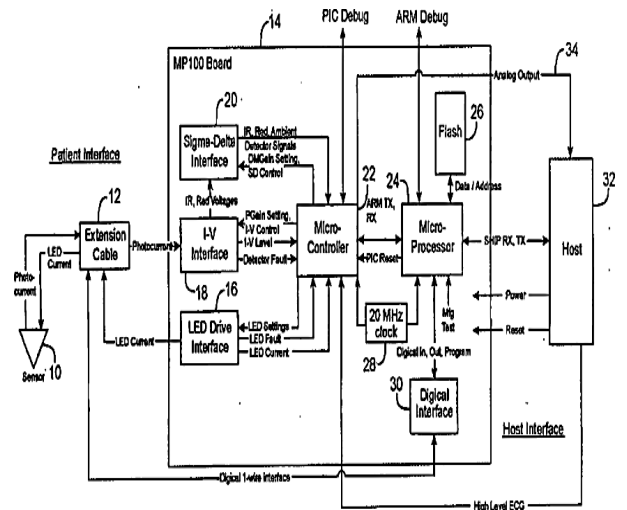 PIC Debug
ARM Debug
14
34
MP100 Board
Analog Output
20
Sigma-Delta
Interface
IR, Red, Ambient
Detector Signals
DMGain Setting,
SD Control
26
Flash
Patient Interface
22
24
32
12
IR, Red Voltages
Data / Address
Extension
Cable
Photocurrent
I-V
Interface
PGain Setting,
I-V Control
I-V Level
Detector Fault
Micro-
Controller
ARM TX,
RX
PIC Reset
Micro-
Processor
SHIP RX, TX
Host
LED
Current
Photo-
current
18
16
Power
LED Drive
Interface
LED Settings
LED Fault
LED Current
20 MHz
clock
Mfg
Test
Reset
LED Current
28
Digical In, Out, Program
10
Sensor
30
Digical
Interface
Host Interface
Digical 1-wire Interface
High Level ECG